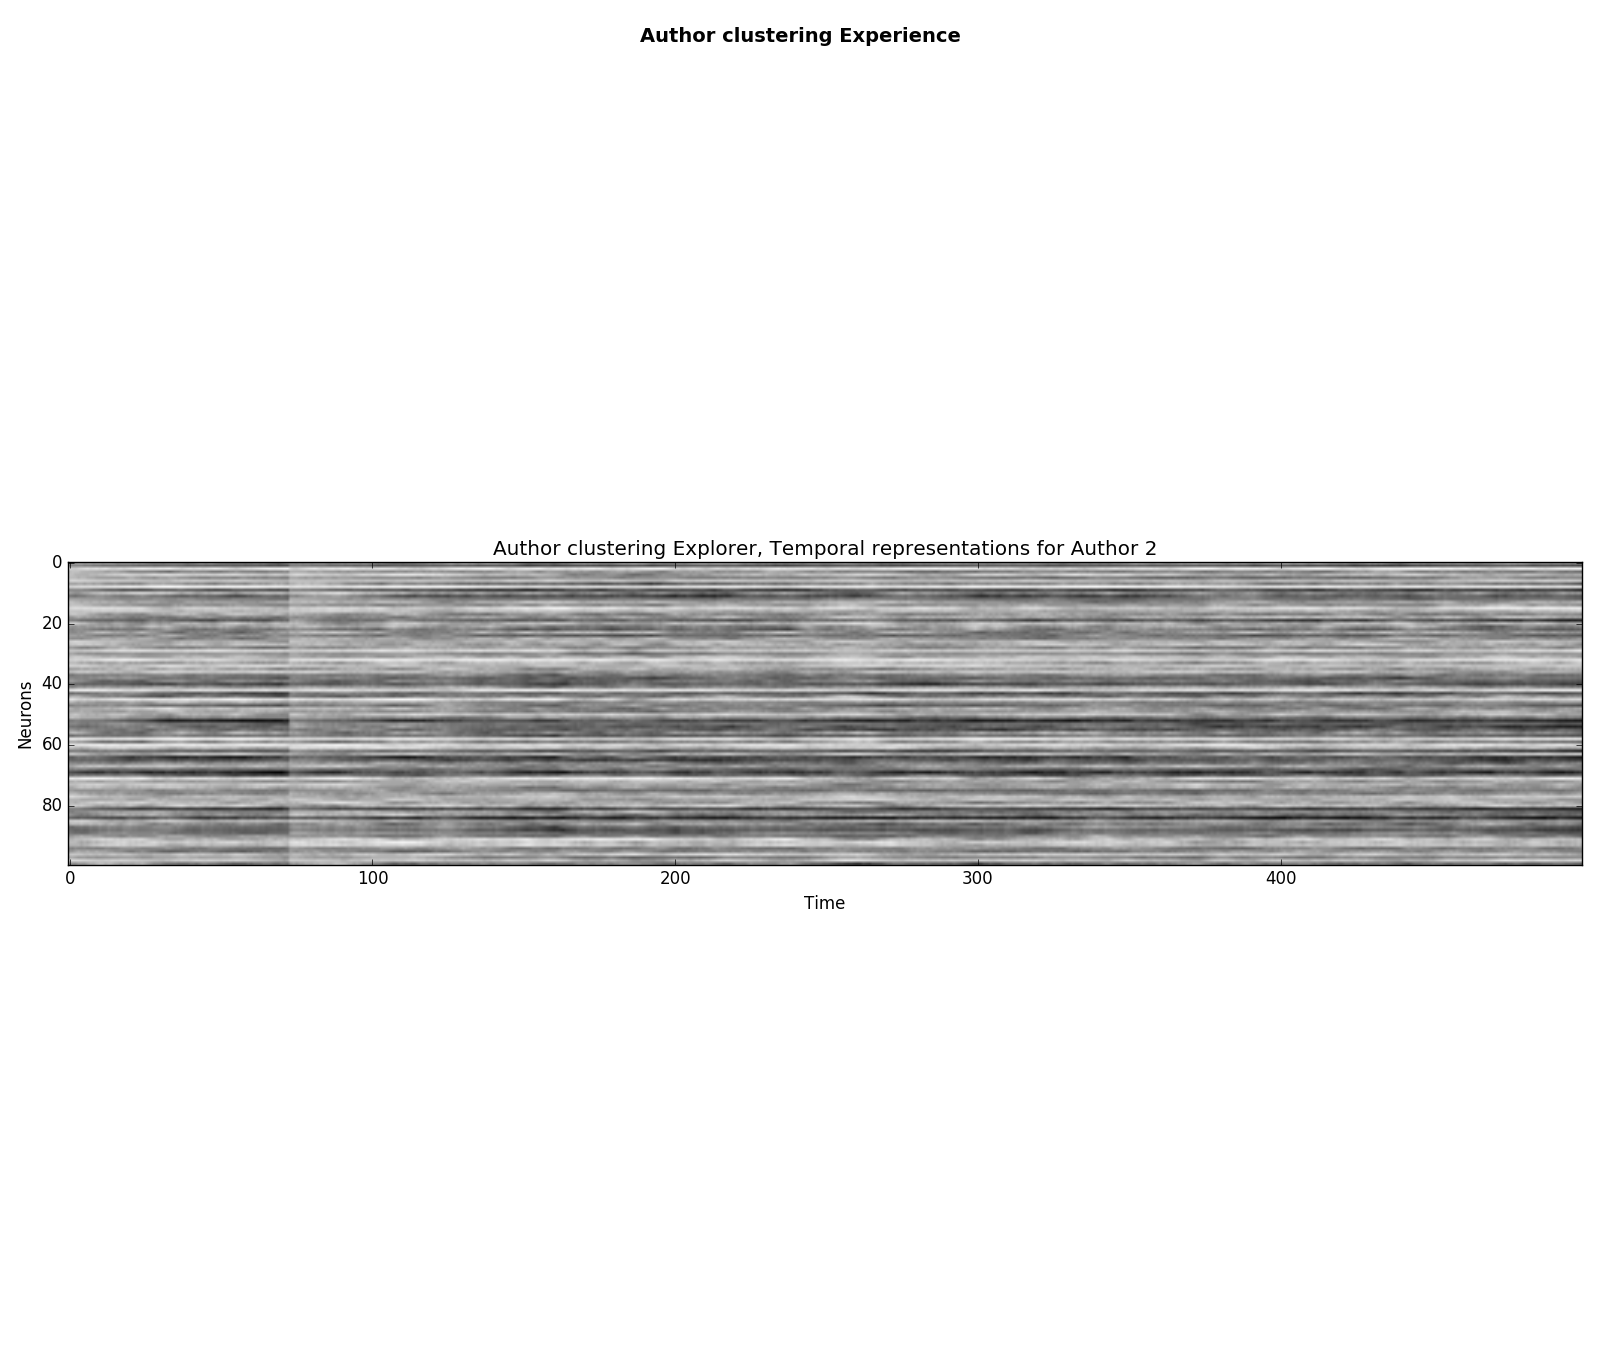 Author clustering Experience
Author clustering Explorer, Temporal representations for Author 2
0
20
40
60
80
Neurons
0 100 200 300 400
Time